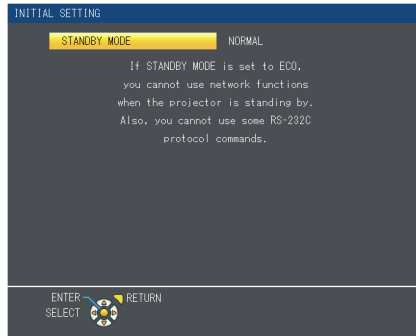 INITIAL SETTING
STANDBY MODE NORMAL
If STANDBY MODE is set to ECO,
you cannot use network functions
when the projector is standing by.
Also, you cannot use some RS-232C
protocol commands.
ENTER RETURN
SELECT